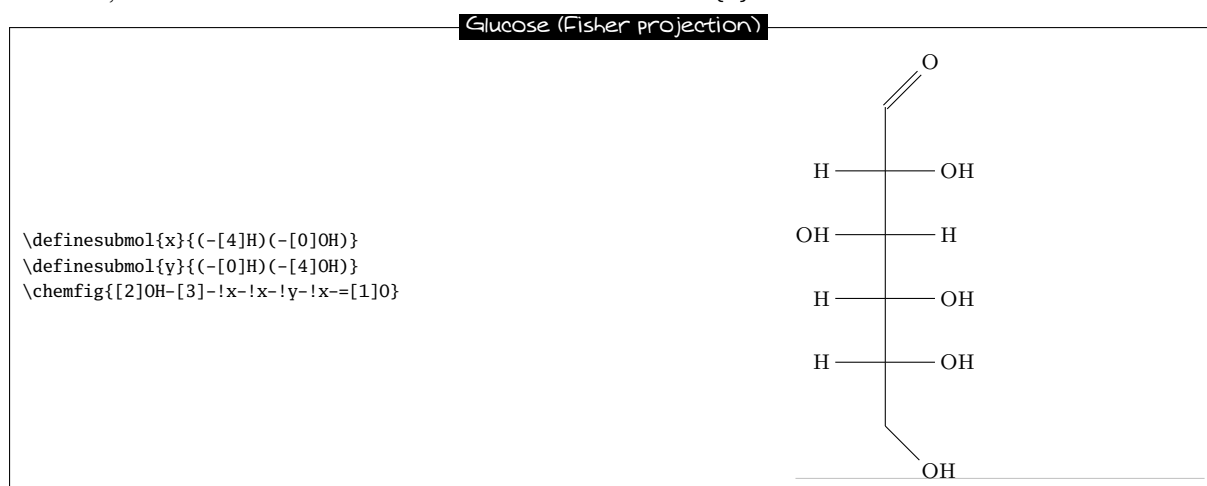 Glucose (Fisher projection)
O
H OH
OH H
\definesubmol{x}{(-[4]H)(-[0]OH)}
\definesubmol{y}{(-[0]H)(-[4]OH)}
\chemfig{[2]OH-[3]-!x-!x-!y-!x-=[1]O}
H OH
H OH
OH